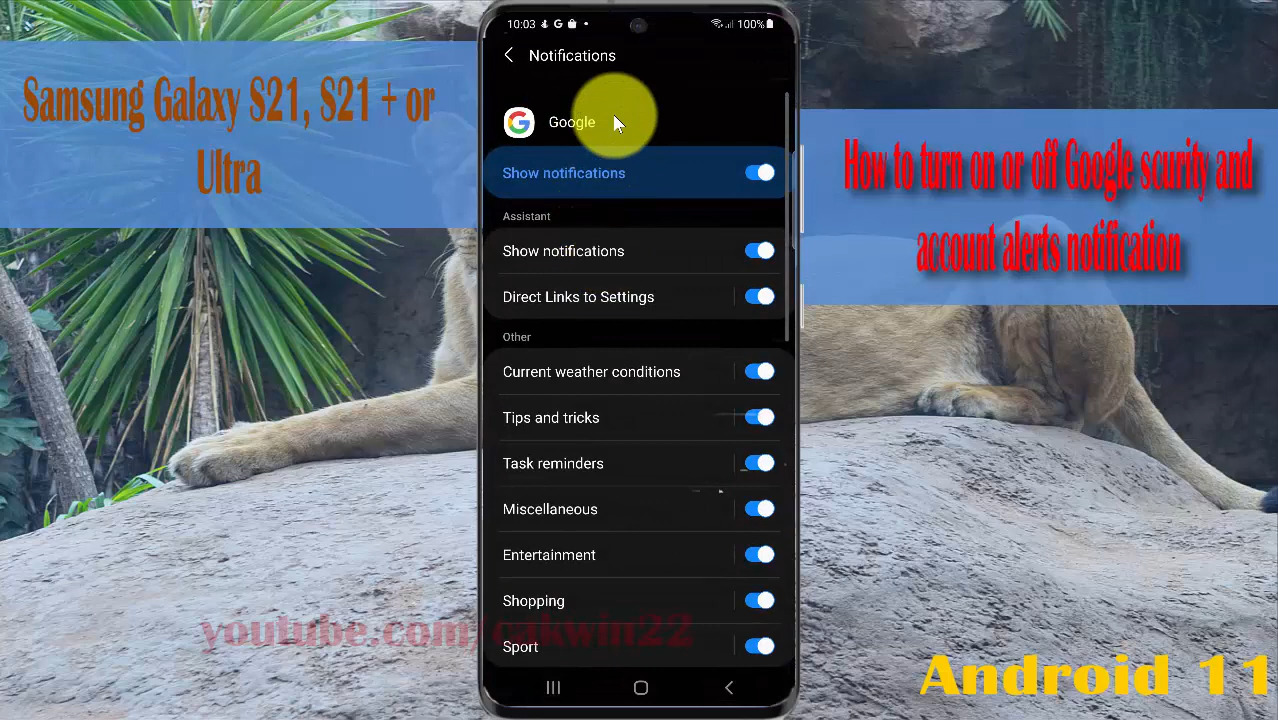 Samsung Galaxy S21, S21 + or
Ultra
10:03 G 100%
Notifications
Google
Show notifications
Assistant
Show notifications
Direct Links to Settings
Other
Current weather conditions
Tips and tricks
Task reminders
Miscellaneous
Entertainment
Shopping
Sport
How to turn on or off Google scurity and
account alerts notification
youtube.com/cakwin22
Android 11